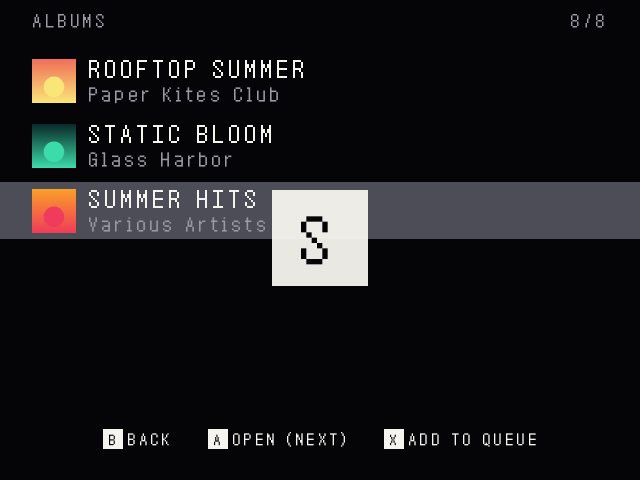 ALBUMS 8/8
ROOFTOP SUMMER
Paper Kites Club
STATIC BLOOM
Glass Harbor
SUMMER HITS
Various Artists
S
B BACK A OPEN (NEXT) X ADD TO QUEUE